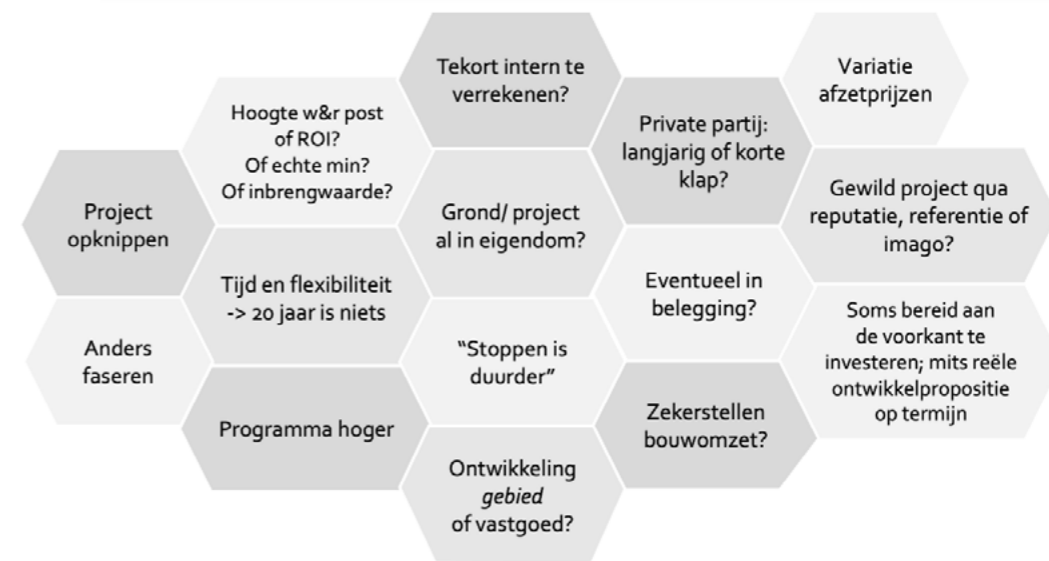 Project
opknippen
Anders
faseren
Hoogte w&r post
of ROI?
Of echte min?
Of inbrengwaarde?
Tijd en flexibiliteit
-> 20 jaar is niets
Programma hoger
Tekort intern te
verrekenen?
Grond/ project
al in eigendom?
“Stoppen is
duurder”
Ontwikkeling
gebied
of vastgoed?
Private partij:
langjarig of korte
klap?
Eventueel in
belegging?
Zekerstellen
bouwomzet?
Variatie
afzetprijzen
Gewild project qua
reputatie, referentie of
imago?
Soms bereid aan
de voorkant te
investeren; mits reële
ontwikkelpropositie
op termijn